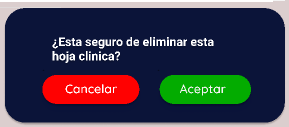 ¿Esta seguro de eliminar esta
hoja clinica?
Cancelar
Aceptar